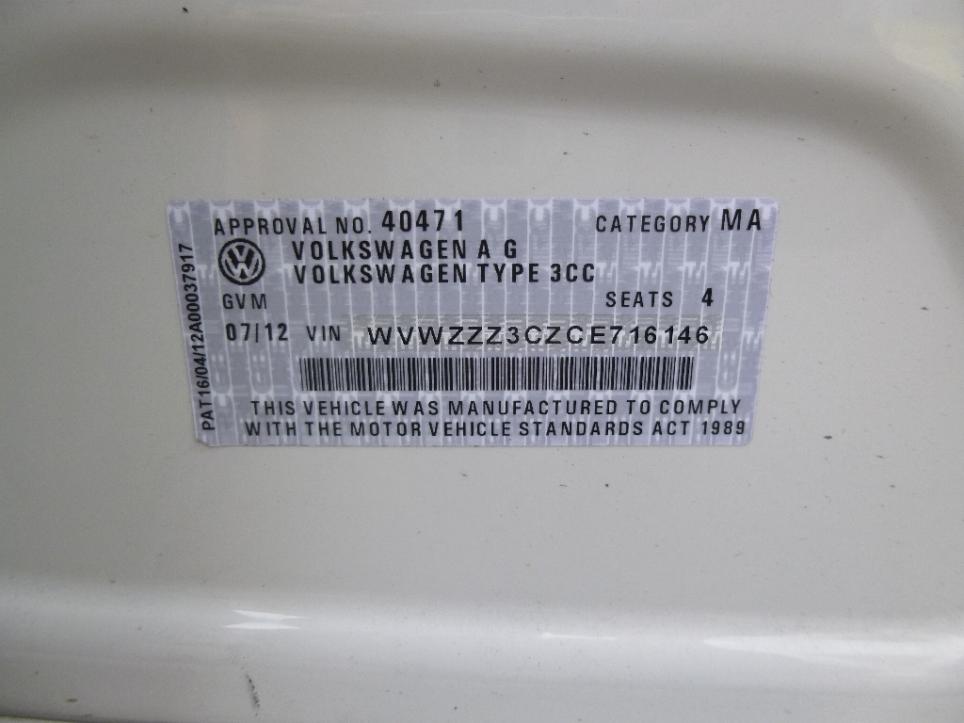 APPROVAL NO. 40471 CATEGORY MA
VOLKSWAGEN A G
VOLKSWAGEN TYPE 3CC
GVM SEATS 4
07/12 VIN WVWZZZ3CZCE716146
THIS VEHICLE WAS MANUFACTURED TO COMPLY
WITH THE MOTOR VEHICLE STANDARDS ACT 1989
PAT16/04/12A00037917